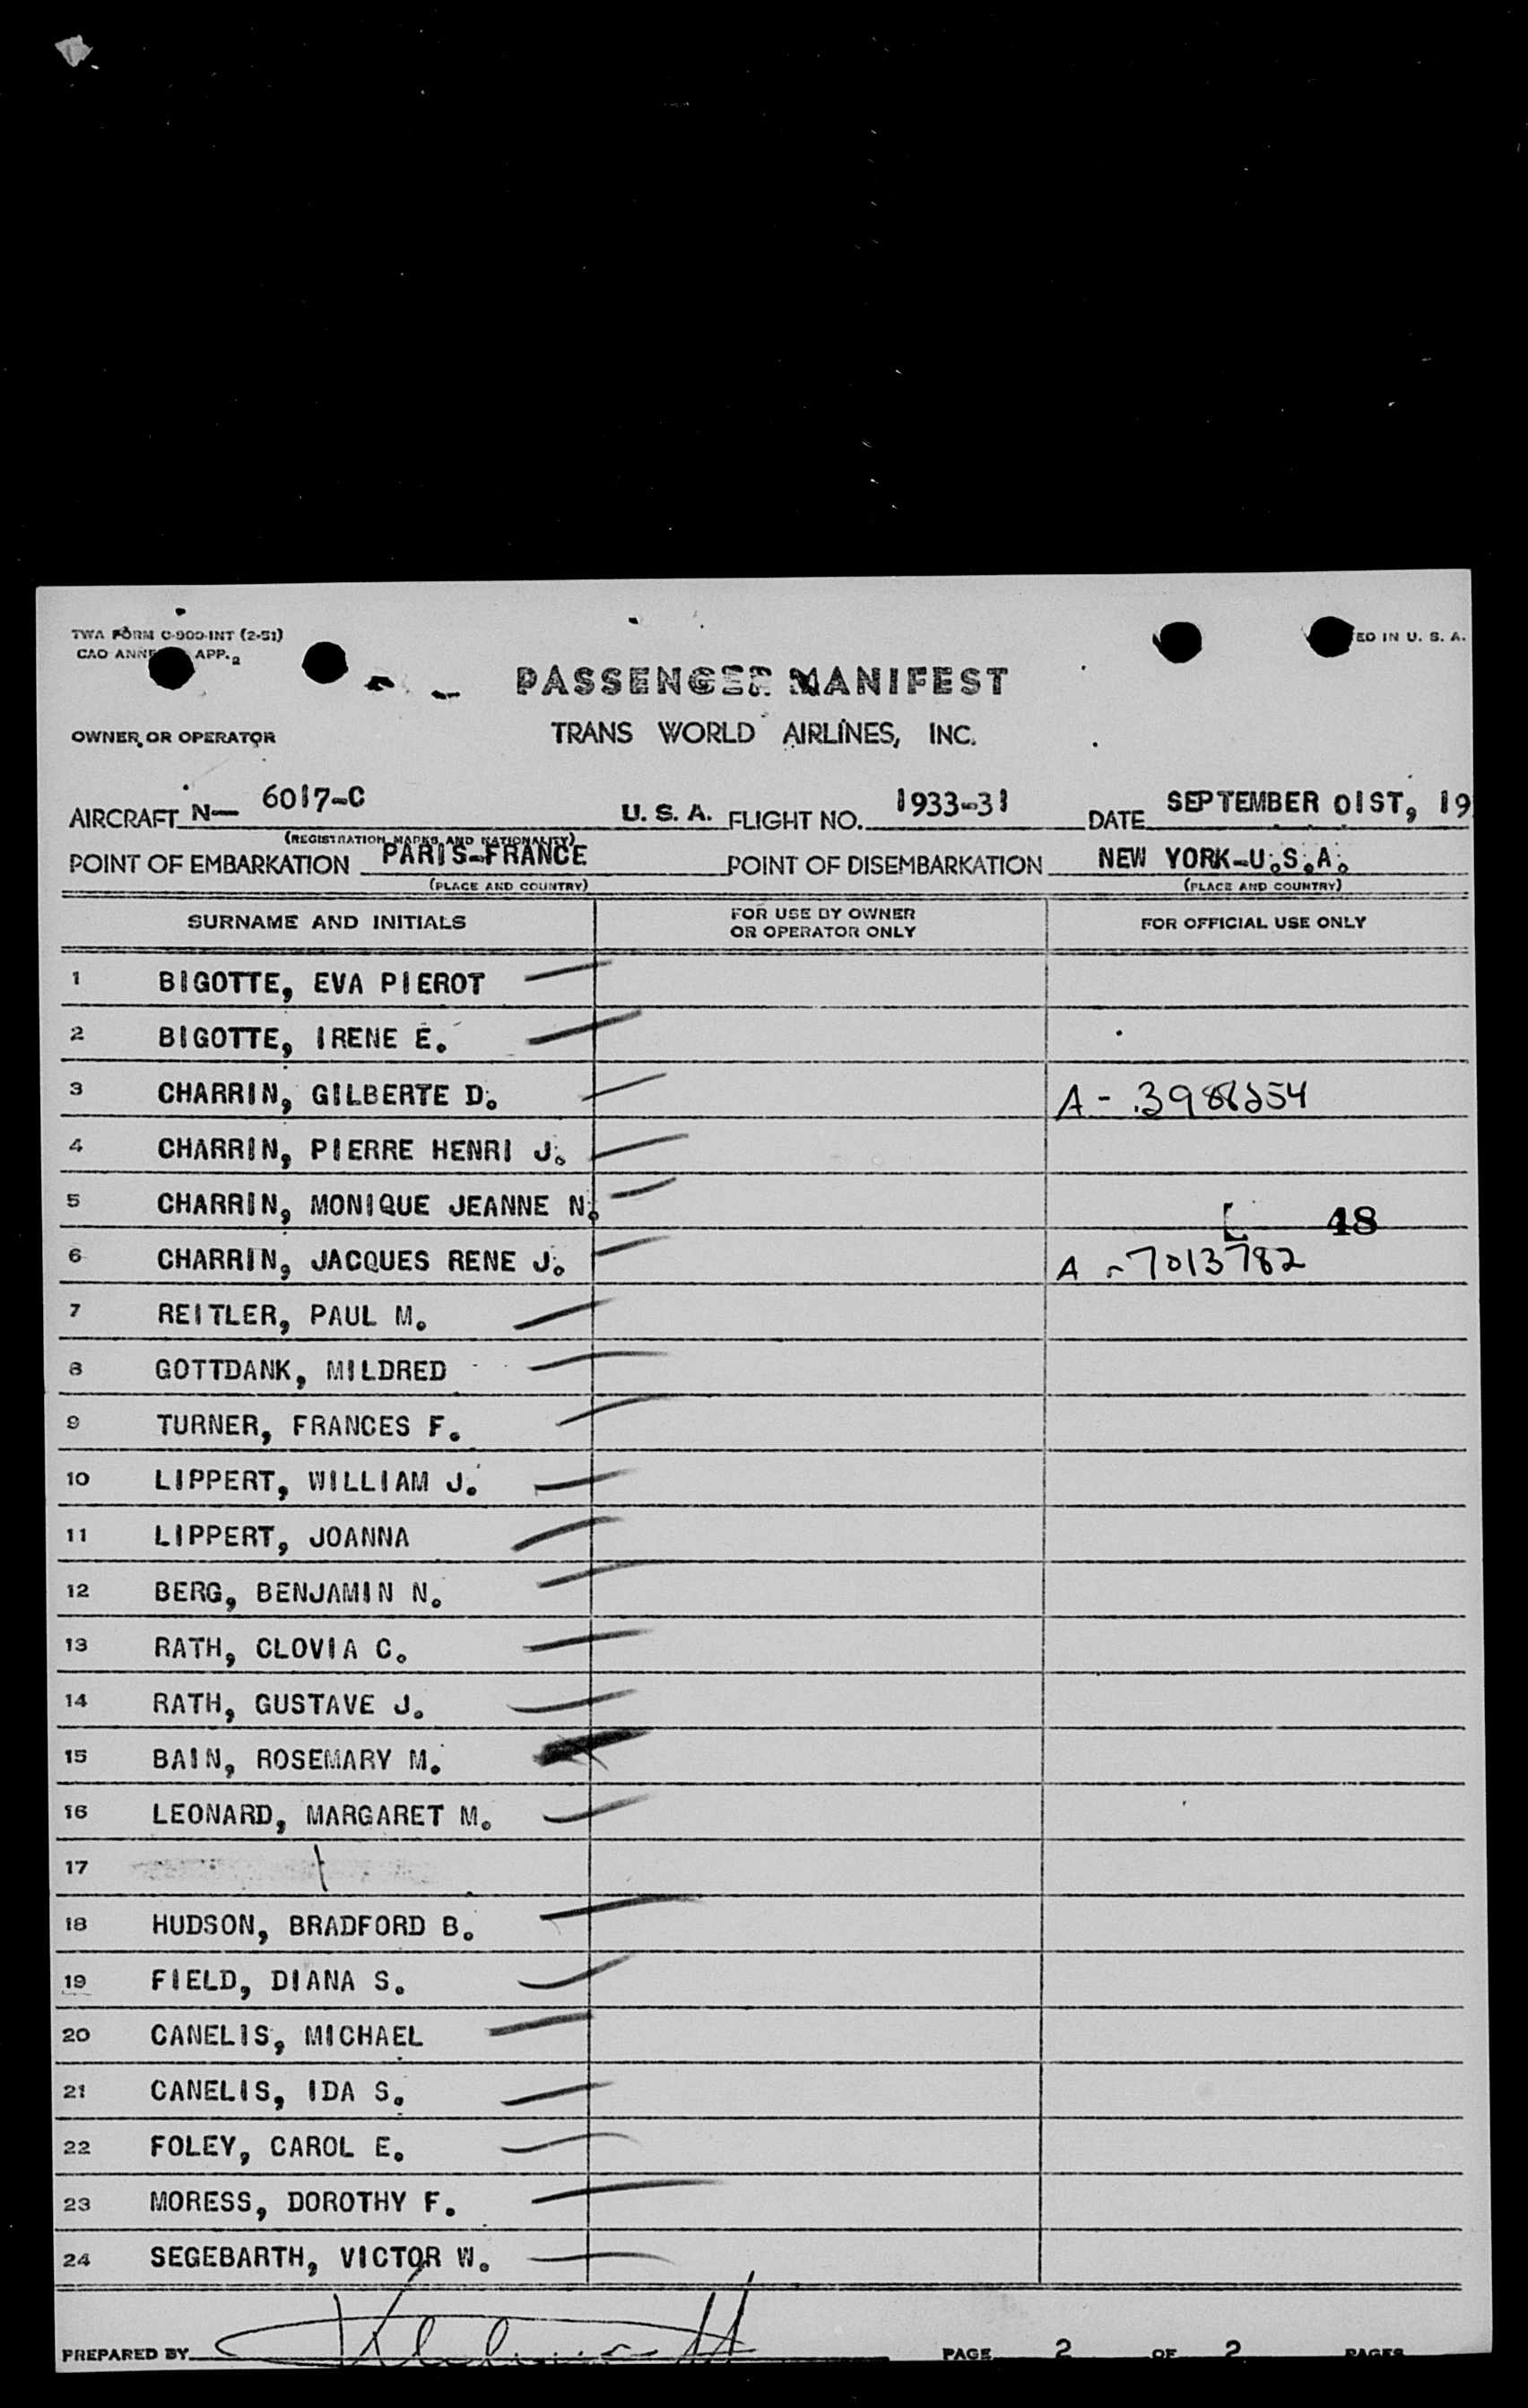 TWA FORM C-900-INT (2-51)
CAO APP. 2
ED IN U. S. A.
PASSENGER MANIFEST
OWNER OR OPERATOR TRANS WORLD AIRLINES, INC.
AIRCRAFT N— 6017-C U. S. A. FLIGHT NO. 1933-31 DATE SEPTEMBER 01ST, 19
(REGISTRATION MARKS AND NATIONALITY)
POINT OF EMBARKATION PARIS-FRANCE POINT OF DISEMBARKATION NEW YORK-U.S.A.
(PLACE AND COUNTRY) (PLACE AND COUNTRY)
SURNAME AND INITIALS FOR USE BY OWNER OR OPERATOR ONLY FOR OFFICIAL USE ONLY
1 BIGOTTE, EVA PIEROT
2 BIGOTTE, IRENE E.
3 CHARRIN, GILBERTE D. A -
4 CHARRIN, PIERRE HENRI J.
5 CHARRIN, MONIQUE JEANNE N. 48
6 CHARRIN, JACQUES RENE J. A - 7013782
7 REITLER, PAUL M.
8 GOTTDANK, MILDRED
9 TURNER, FRANCES F.
10 LIPPERT, WILLIAM J.
11 LIPPERT, JOANNA
12 BERG, BENJAMIN N.
13 RATH, CLOVIA C.
14 RATH, GUSTAVE J.
15 BAIN, ROSEMARY M.
16 LEONARD, MARGARET M.
17
18 HUDSON, BRADFORD B.
19 FIELD, DIANA S.
20 CANELIS, MICHAEL
21 CANELIS, IDA S.
22 FOLEY, CAROL E.
23 MORESS, DOROTHY F.
24 SEGEBARTH, VICTOR W.
PREPARED BY PAGE 2 OF 2 PAGES